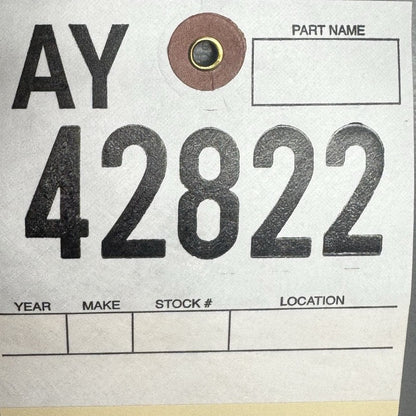 AY
PART NAME
42822
YEAR MAKE STOCK # LOCATION